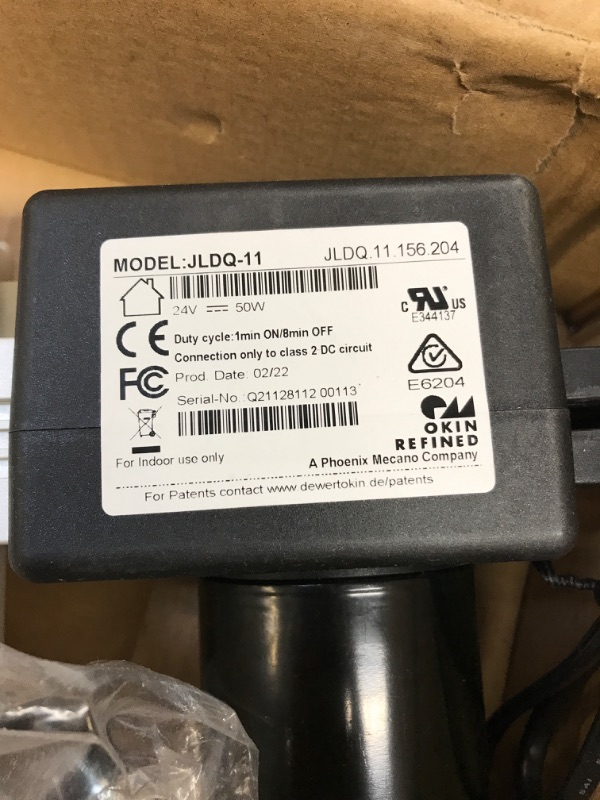 MODEL:JLDQ-11 JLDQ.11.156.204
24V ⎓ 50W
c RU US
E344137
CE Duty cycle:1min ON/8min OFF
Connection only to class 2 DC circuit
FC Prod. Date: 02/22
E6204
Serial-No.:Q21128112 00113
OKIN
REFINED
For Indoor use only
A Phoenix Mecano Company
For Patents contact www.dewertokin.de/patents